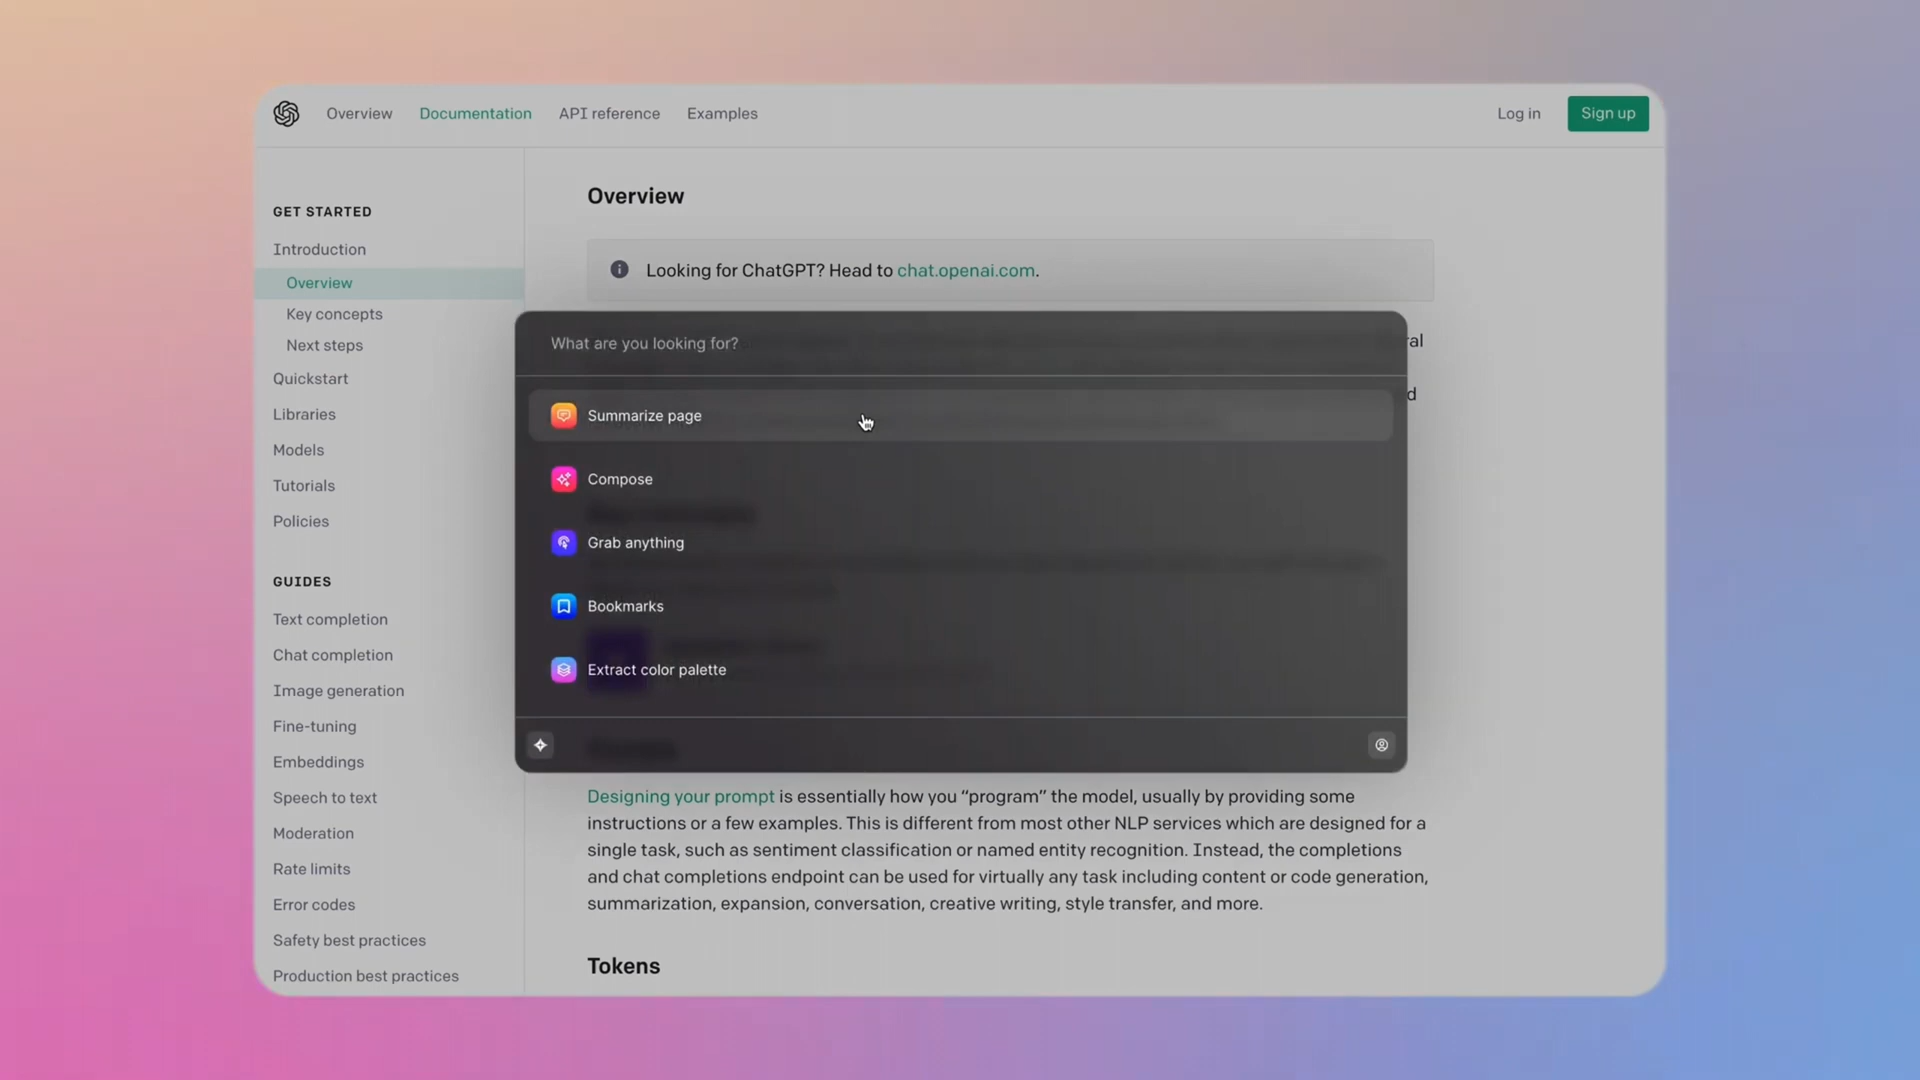 Overview
Documentation
API reference
Examples
Log in
Sign up
GET STARTED
Introduction
Overview
Key concepts
Next steps
Quickstart
Libraries
Models
Tutorials
Policies
GUIDES
Text completion
Chat completion
Image generation
Fine-tuning
Embeddings
Speech to text
Moderation
Rate limits
Error codes
Safety best practices
Production best practices
Overview
Looking for ChatGPT? Head to chat.openai.com.
What are you looking for?
Summarize page
Compose
Grab anything
Bookmarks
Extract color palette
Designing your prompt is essentially how you “program” the model, usually by providing some
instructions or a few examples. This is different from most other NLP services which are designed for a
single task, such as sentiment classification or named entity recognition. Instead, the completions
and chat completions endpoint can be used for virtually any task including content or code generation,
summarization, expansion, conversation, creative writing, style transfer, and more.
Tokens